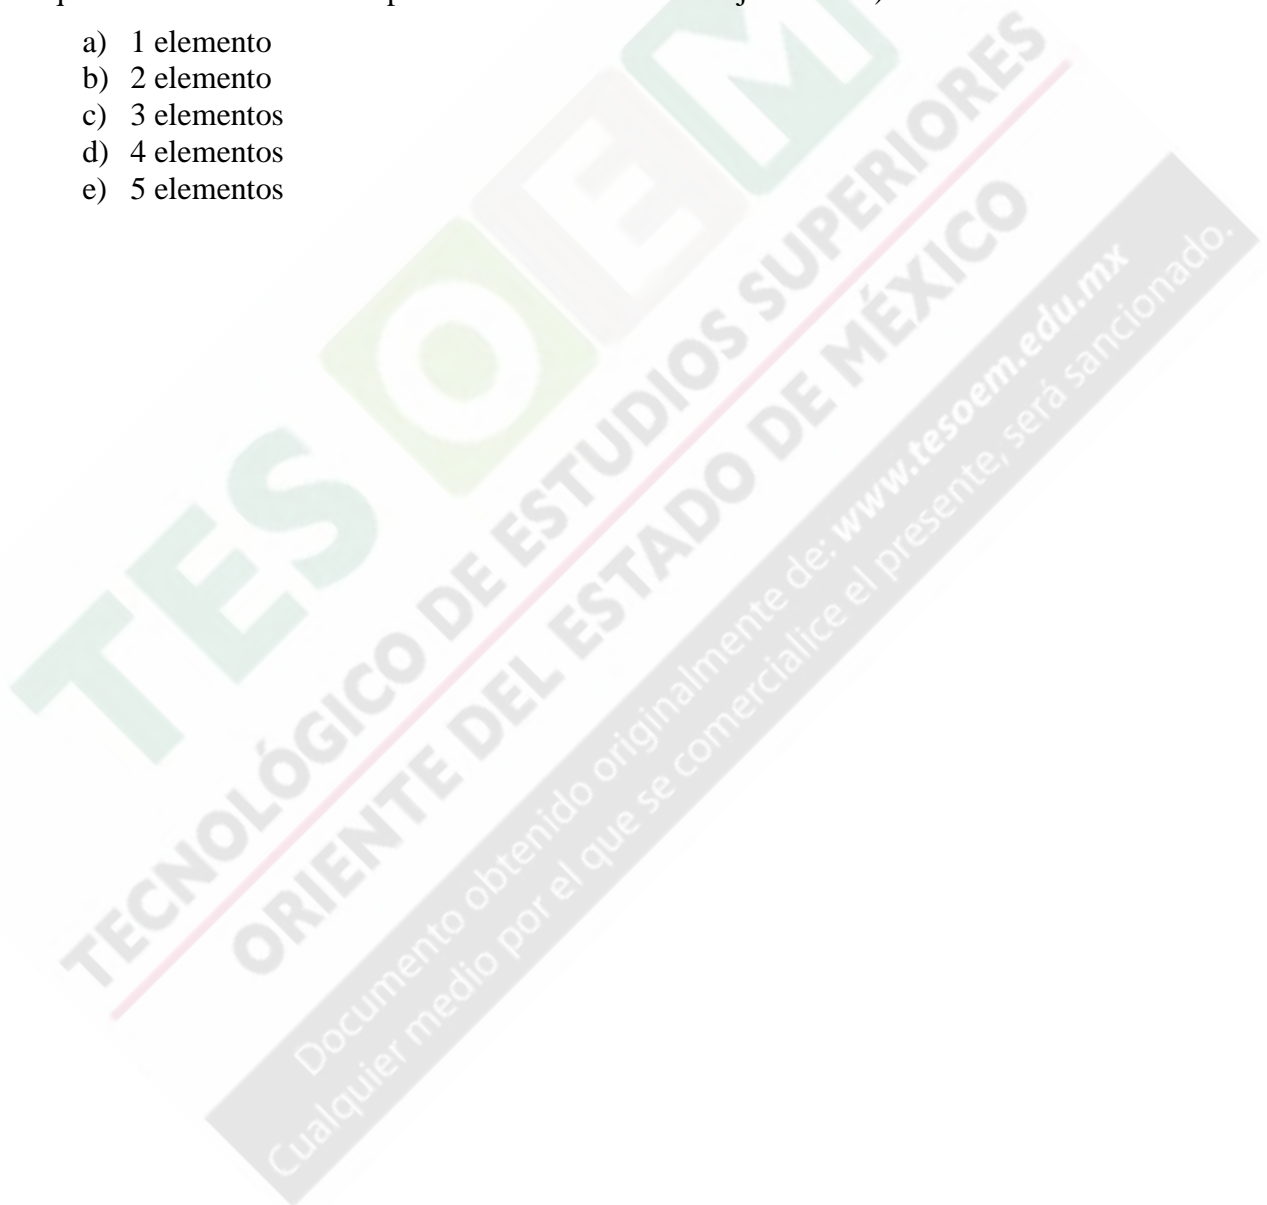 a) 1 elemento
b) 2 elemento
c) 3 elementos
d) 4 elementos
e) 5 elementos
TESOEM
TECNOLÓGICO DE ESTUDIOS SUPERIORES
ORIENTE DEL ESTADO DE MÉXICO
Documento obtenido originalmente de: www.tesoem.edu.mx
Cualquier medio por el que se comercialice el presente, será sancionado.